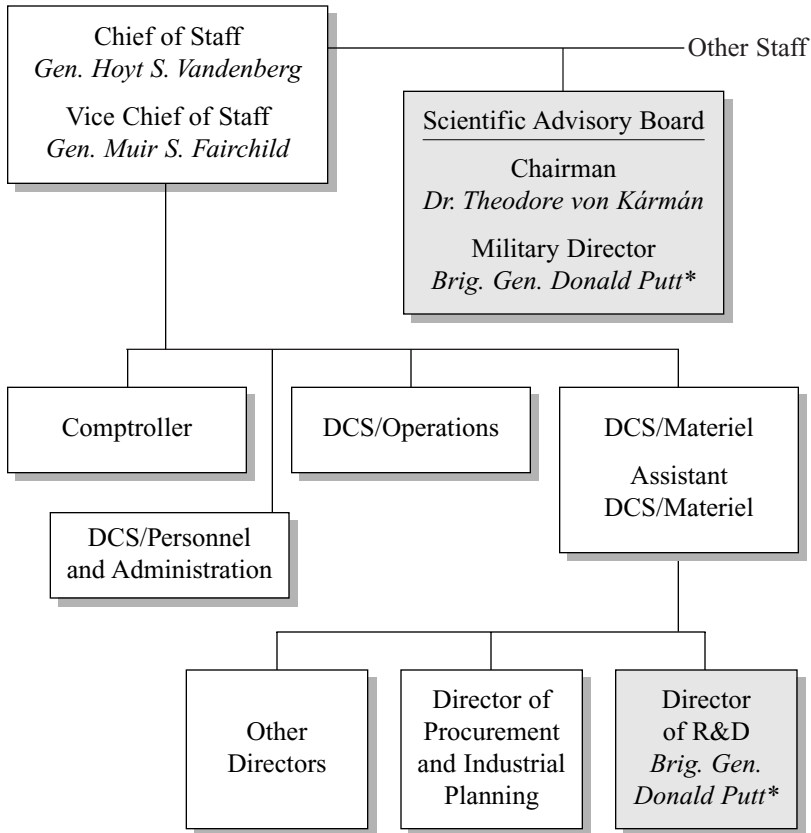 Chief of Staff
Gen. Hoyt S. Vandenberg
Vice Chief of Staff
Gen. Muir S. Fairchild
Other Staff
Scientific Advisory Board
Chairman
Dr. Theodore von Kármán
Military Director
Brig. Gen. Donald Putt*
Comptroller
DCS/Operations
DCS/Materiel
Assistant
DCS/Materiel
DCS/Personnel
and Administration
Other
Directors
Director of
Procurement
and Industrial
Planning
Director
of R&D
Brig. Gen.
Donald Putt*